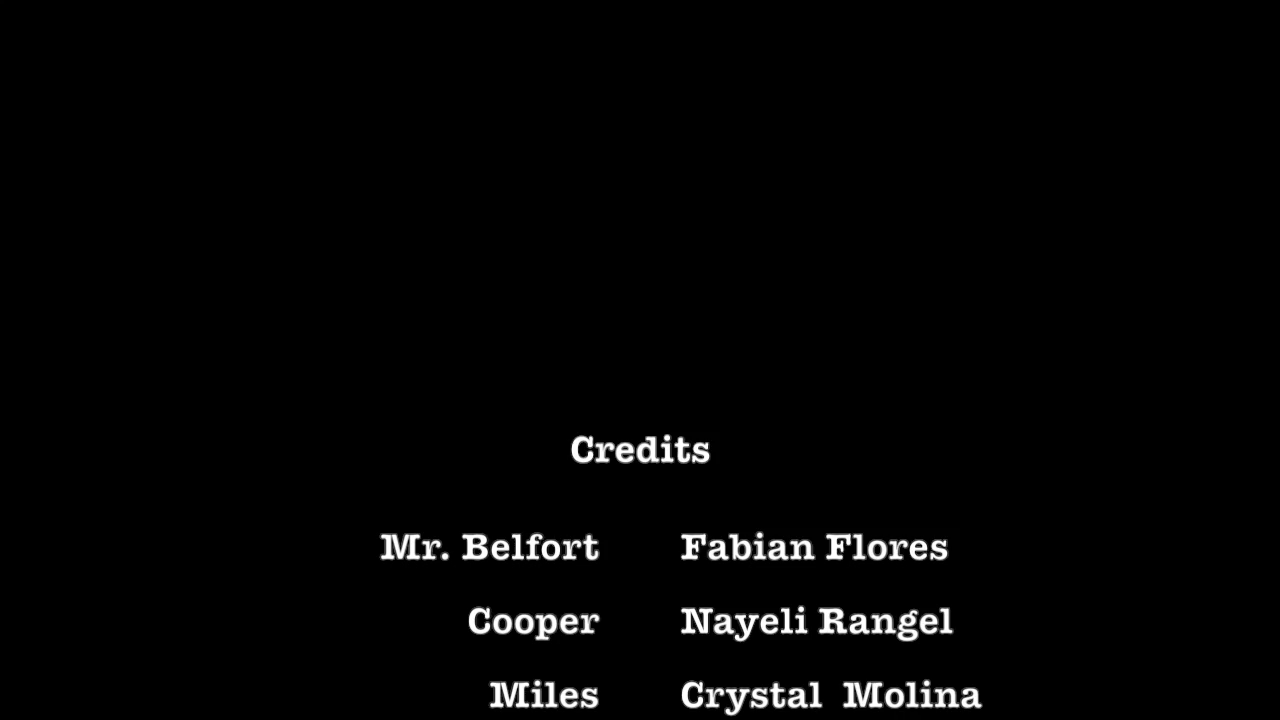 Credits
Mr. Belfort Fabian Flores
Cooper Nayeli Rangel
Miles Crystal Molina